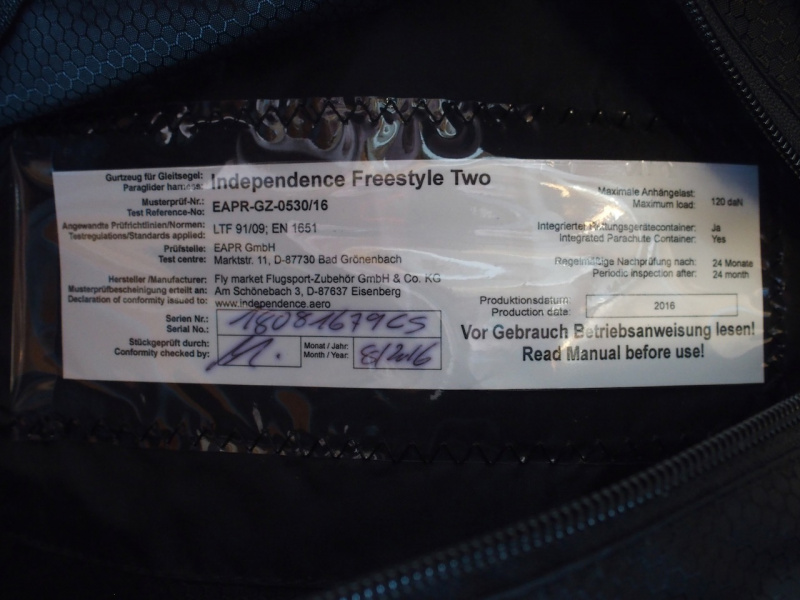 Gurtzeug für Gleitsegel:
Paraglider harness: Independence Freestyle Two
Musterprüf-Nr.:
Test Reference-No: EAPR-GZ-0530/16
Angewandte Prüfrichtlinien/Normen:
Testregulations/Standards applied: LTF 91/09; EN 1651
Prüfstelle: EAPR GmbH
Test centre: Marktstr. 11, D-87730 Bad Grönenbach
Hersteller /Manufacturer: Fly market Flugsport-Zubehör GmbH & Co. KG
Musterprüfbescheinigung erteilt an: Am Schönebach 3, D-87637 Eisenberg
Declaration of conformity issued to: www.independence.aero
Serien Nr.:
Serial No.: 18081679CS
Stückgeprüft durch:
Conformity checked by:
Monat / Jahr:
Month / Year: 8/2016
Maximale Anhängelast:
Maximum load: 120 daN
Integrierter Rettungsgerätecontainer: Ja
Integrated Parachute Container: Yes
Regelmäßige Nachprüfung nach: 24 Monate
Periodic inspection after: 24 month
Produktionsdatum:
Production date: 2016
Vor Gebrauch Betriebsanweisung lesen!
Read Manual before use!